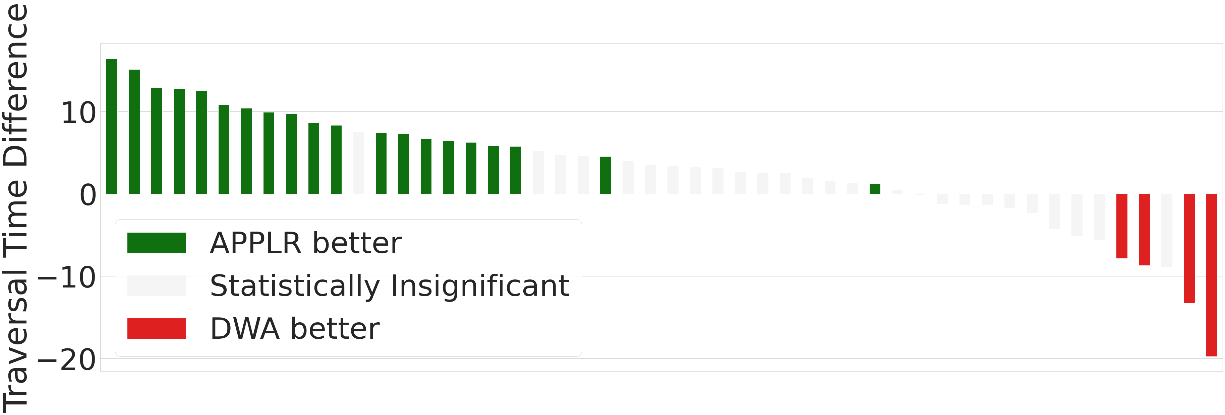 Traversal Time Difference
10
0
−10
−20
APPLR better
Statistically Insignificant
DWA better